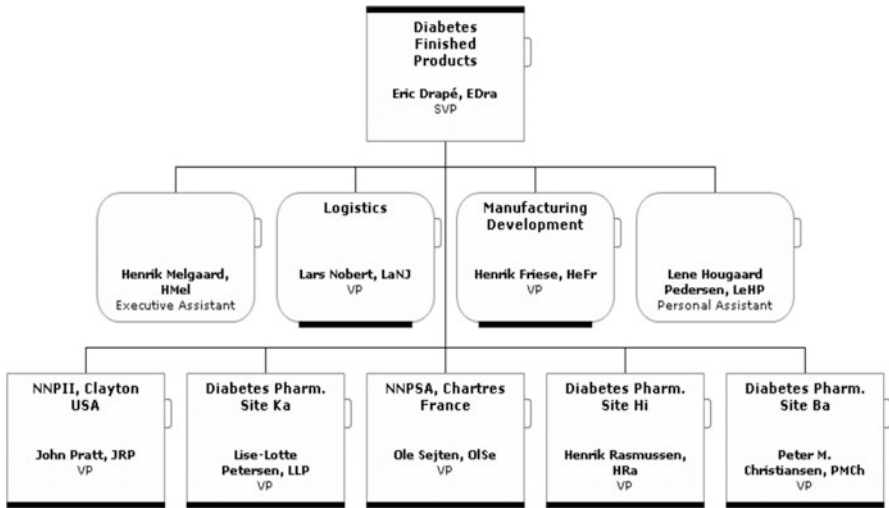 Diabetes
Finished
Products
Eric Drapé, EDra
SVP
Henrik Melgaard,
HMel
Executive Assistant
Logistics
Lars Nobert, LaNJ
VP
Manufacturing
Development
Henrik Friese, HeFr
VP
Lene Hougaard
Pedersen, LeHP
Personal Assistant
NNPII, Clayton
USA
John Pratt, JRP
VP
Diabetes Pharm.
Site Ka
Lise-Lotte
Petersen, LLP
VP
NNPSA, Chartres
France
Ole Sejten, OlSe
VP
Diabetes Pharm.
Site Hi
Henrik Rasmussen,
HRa
VP
Diabetes Pharm.
Site Ba
Peter M.
Christiansen, PMCh
VP